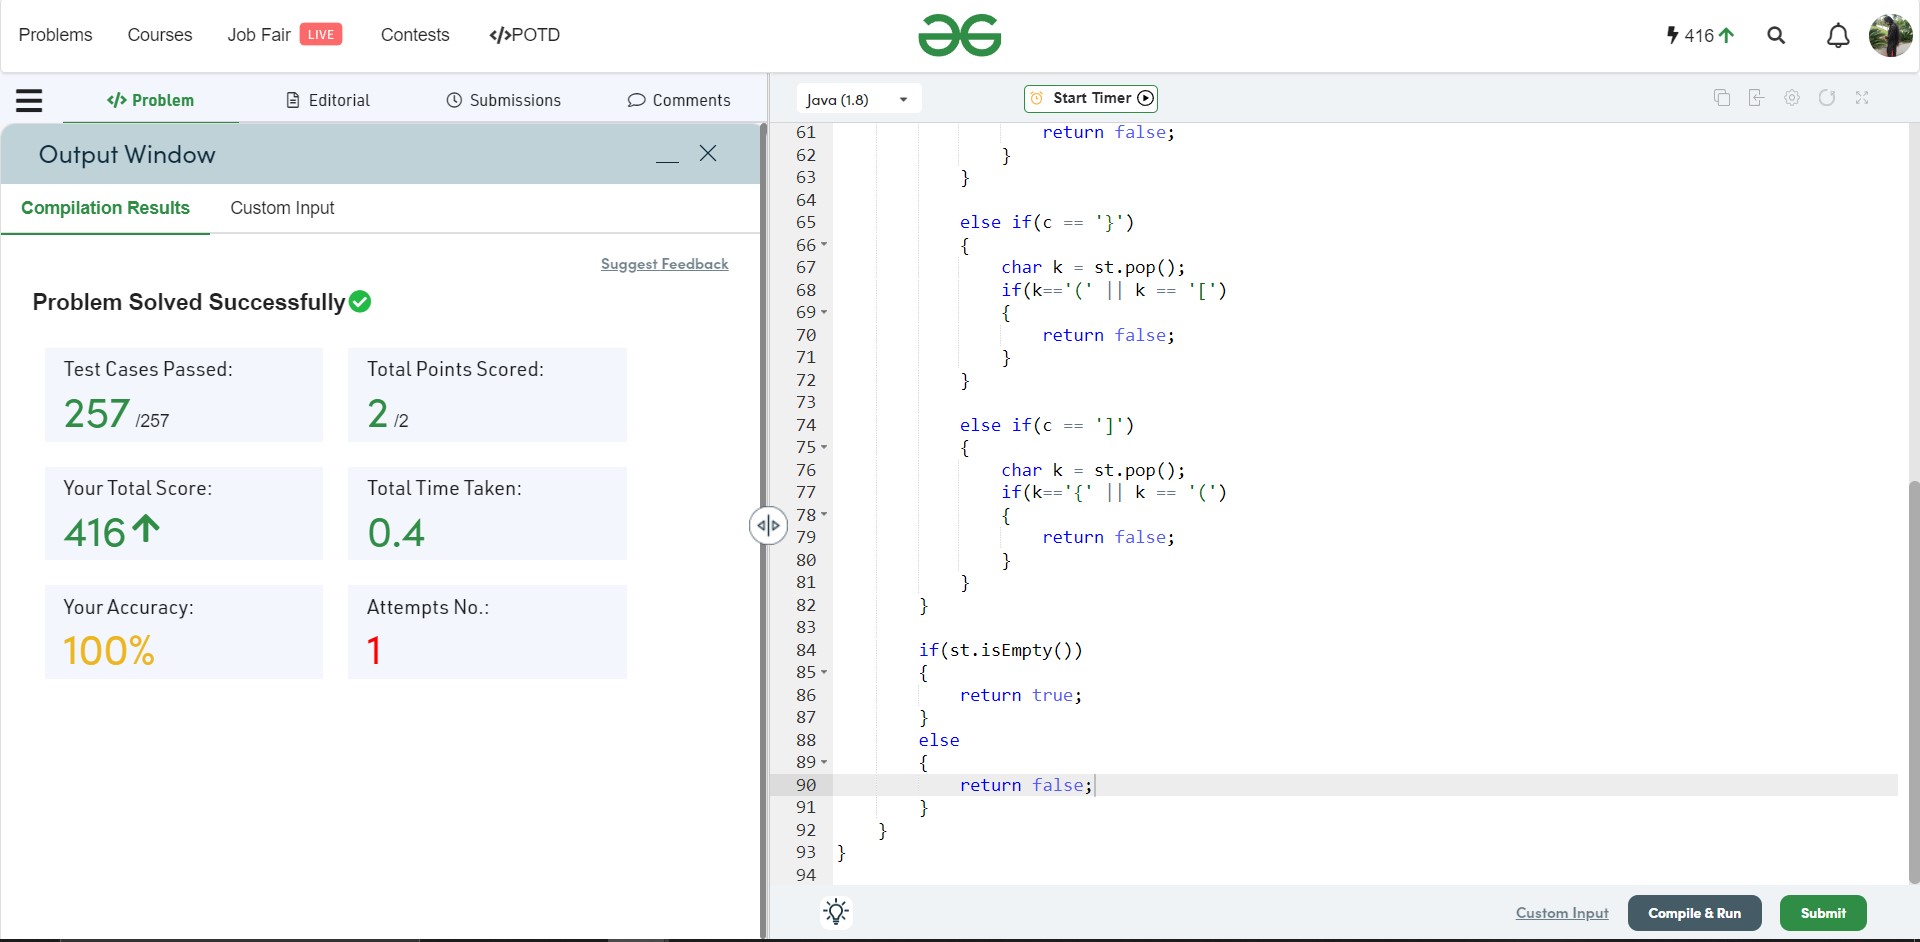 Problems Courses Job Fair LIVE Contests </>POTD
416
</> Problem Editorial Submissions Comments
Output Window
Compilation Results Custom Input
Suggest Feedback
Problem Solved Successfully
Test Cases Passed: Total Points Scored:
257 /257 2 /2
Your Total Score: Total Time Taken:
416 0.4
Your Accuracy: Attempts No.:
100% 1
Java (1.8) Start Timer
61 return false;
62 }
63 }
64
65 else if(c == '}')
66 {
67 char k = st.pop();
68 if(k=='(' || k == '[')
69 {
70 return false;
71 }
72 }
73
74 else if(c == ']')
75 {
76 char k = st.pop();
77 if(k=='{' || k == '(')
78 {
79 return false;
80 }
81 }
82 }
83
84 if(st.isEmpty())
85 {
86 return true;
87 }
88 else
89 {
90 return false;
91 }
92 }
93 }
94
Custom Input Compile & Run Submit